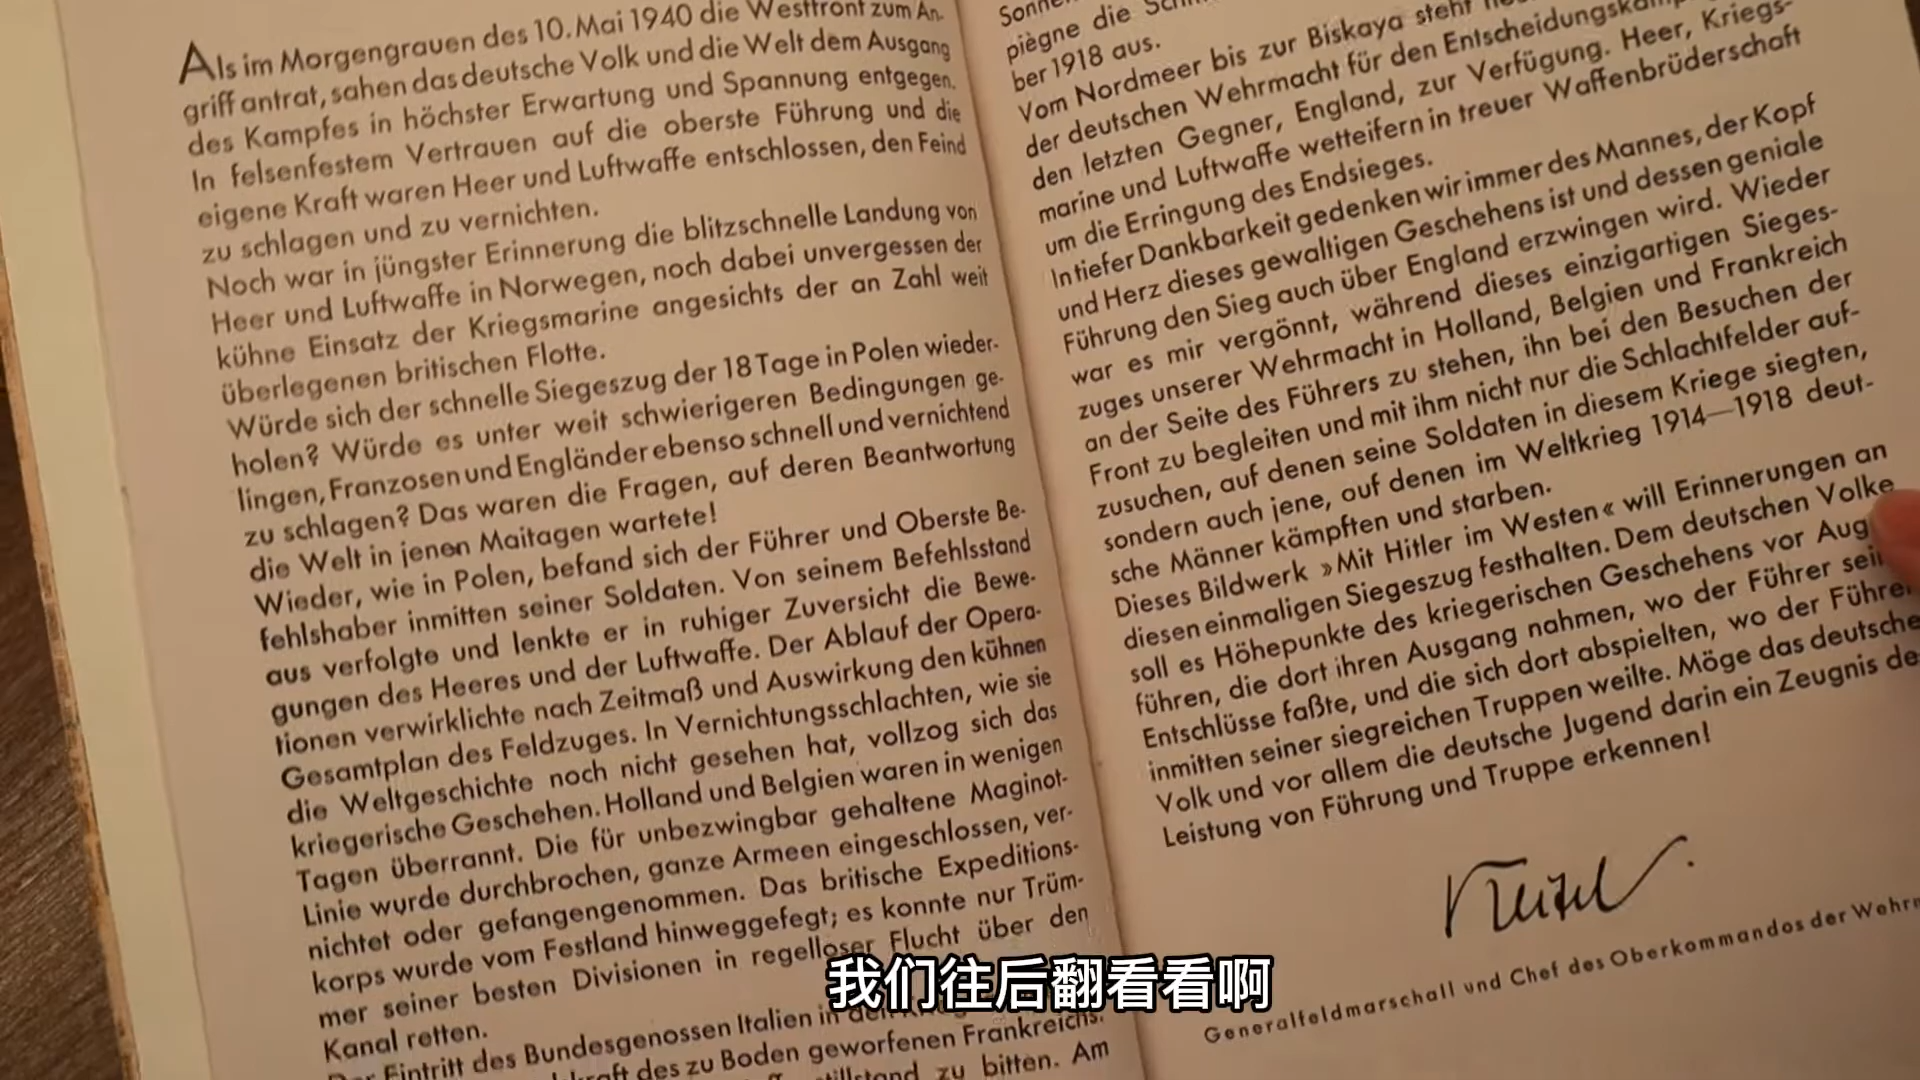 Als im Morgengrauen des 10. Mai 1940 die Westfront zum An-
griff antrat, sahen das deutsche Volk und die Welt dem Ausgang
des Kampfes in höchster Erwartung und Spannung entgegen.
In felsenfestem Vertrauen auf die oberste Führung und die
eigene Kraft waren Heer und Luftwaffe entschlossen, den Feind
zu schlagen und zu vernichten.
Noch war in jüngster Erinnerung die blitzschnelle Landung von
Heer und Luftwaffe in Norwegen, noch dabei unvergessen der
kühne Einsatz der Kriegsmarine angesichts der an Zahl weit
überlegenen britischen Flotte.
Würde sich der schnelle Siegeszug der 18 Tage in Polen wieder-
holen? Würde es unter weit schwierigeren Bedingungen ge-
lingen, Franzosen und Engländer ebenso schnell und vernichtend
zu schlagen? Das waren die Fragen, auf deren Beantwortung
die Welt in jenen Maitagen wartete!
Wieder, wie in Polen, befand sich der Führer und Oberste Be-
fehlshaber inmitten seiner Soldaten. Von seinem Befehlsstand
aus verfolgte und lenkte er in ruhiger Zuversicht die Bewe-
gungen des Heeres und der Luftwaffe. Der Ablauf der Opera-
tionen verwirklichte nach Zeitmaß und Auswirkung den kühnen
Gesamtplan des Feldzuges. In Vernichtungsschlachten, wie sie
die Weltgeschichte noch nicht gesehen hat, vollzog sich das
kriegerische Geschehen. Holland und Belgien waren in wenigen
Tagen überrannt. Die für unbezwingbar gehaltene Maginot-
Linie wurde durchbrochen, ganze Armeen eingeschlossen, ver-
nichtet oder gefangengenommen. Das britische Expeditions-
korps wurde vom Festland hinweggefegt; es konnte nur Trüm-
mer seiner besten Divisionen in regelloser Flucht über den
Kanal retten.
Der Eintritt des Bundesgenossen Italien in den
des zu Boden geworfenen Frankreichs.
zu bitten. Am
piègne die
ber 1918 aus.
Vom Nordmeer bis zur Biskaya steht
der deutschen Wehrmacht für den Entscheidungskampf
den letzten Gegner, England, zur Verfügung. Heer, Kriegs-
marine und Luftwaffe wetteifern in treuer Waffenbrüderschaft
um die Erringung des Endsieges.
In tiefer Dankbarkeit gedenken wir immer des Mannes, der Kopf
und Herz dieses gewaltigen Geschehens ist und dessen geniale
Führung den Sieg auch über England erzwingen wird. Wieder
war es mir vergönnt, während dieses einzigartigen Sieges-
zuges unserer Wehrmacht in Holland, Belgien und Frankreich
an der Seite des Führers zu stehen, ihn bei den Besuchen der
Front zu begleiten und mit ihm nicht nur die Schlachtfelder auf-
zusuchen, auf denen seine Soldaten in diesem Kriege siegten,
sondern auch jene, auf denen im Weltkrieg 1914—1918 deut-
sche Männer kämpften und starben.
Dieses Bildwerk »Mit Hitler im Westen« will Erinnerungen an
diesen einmaligen Siegeszug festhalten. Dem deutschen Volke
soll es Höhepunkte des kriegerischen Geschehens vor Aug
führen, die dort ihren Ausgang nahmen, wo der Führer sei
Entschlüsse faßte, und die sich dort abspielten, wo der Führer
inmitten seiner siegreichen Truppen weilte. Möge das deutsche
Volk und vor allem die deutsche Jugend darin ein Zeugnis de
Leistung von Führung und Truppe erkennen!
Keitel
Generalfeldmarschall und Chef des Oberkommandos der Wehrm
我们往后翻看看啊